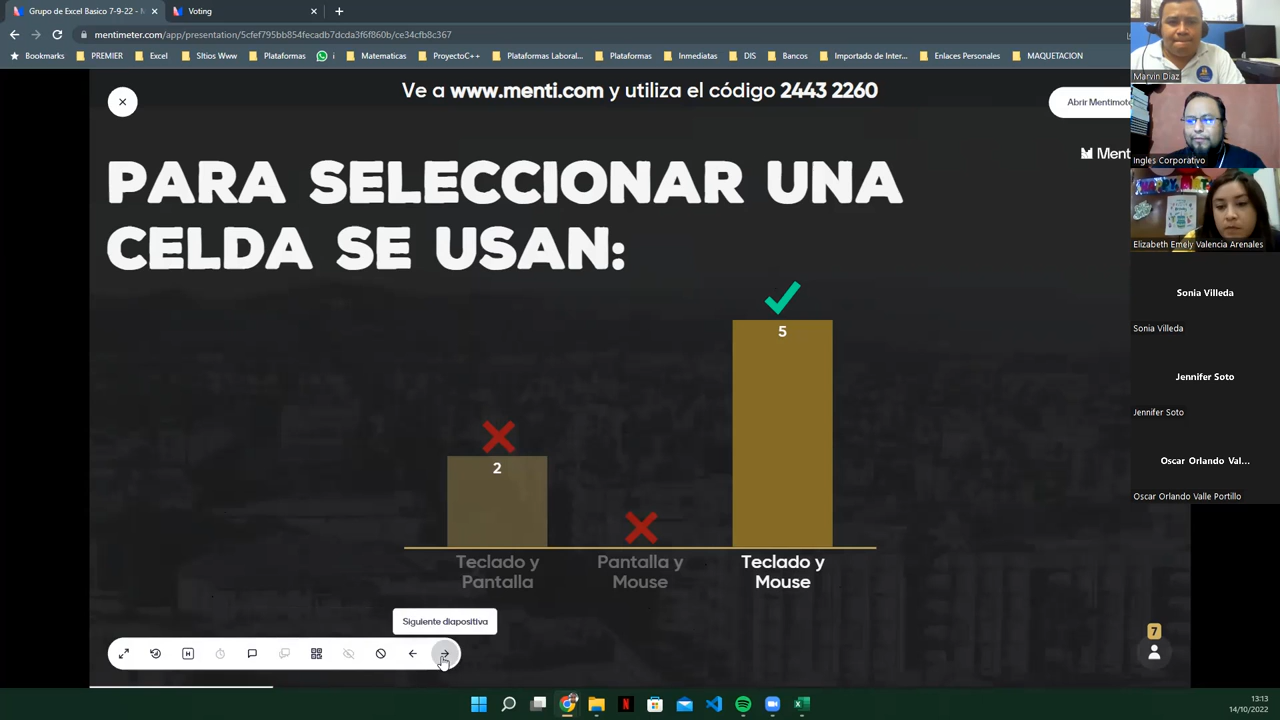 Grupo de Excel Basico 7-9-22 -
Voting
mentimeter.com/app/presentation/5cfef795bb854fecadb7dcda3f6f860b/ce34cfb8c367
Bookmarks PREMIER Excel Sitios Www Plataformas Matematicas ProyectoC++ Plataformas Laboral... Plataformas Inmediatas DIS Bancos Importado de Inter... Enlaces Personales MAQUETACION
Ve a www.menti.com y utiliza el código 2443 2260
Abrir Mentimote
Ment
PARA SELECCIONAR UNA
CELDA SE USAN:
2
5
Teclado y
Pantalla
Pantalla y
Mouse
Teclado y
Mouse
Siguiente diapositiva
H
7
Marvin Diaz
Ingles Corporativo
Elizabeth Emely Valencia Arenales
Sonia Villeda
Sonia Villeda
Jennifer Soto
Jennifer Soto
Oscar Orlando Val...
Oscar Orlando Valle Portillo
13:13
14/10/2022